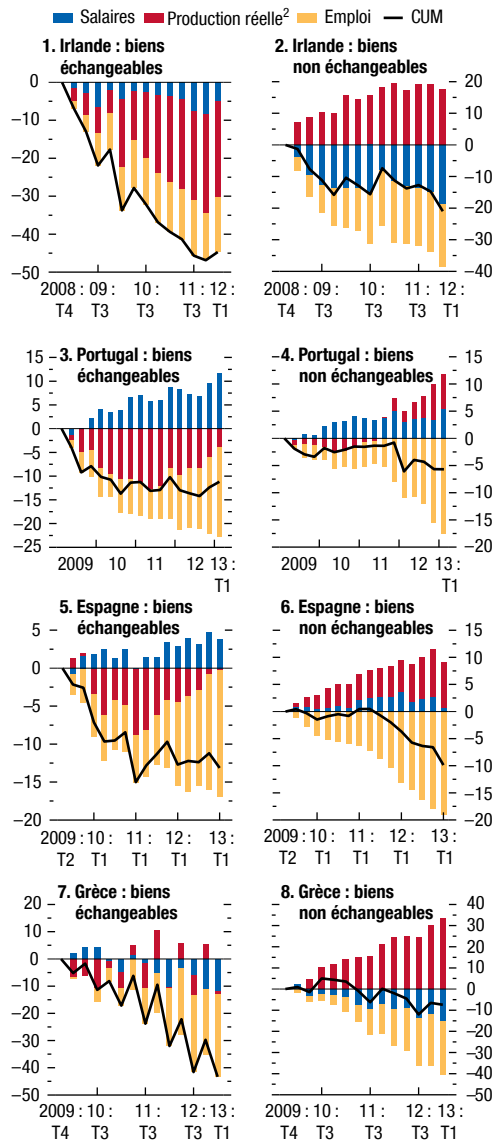 Salaires Production réelle2 Emploi CUM
1. Irlande : biens
échangeables
0
–10
–20
–30
–40
–50
2008 : 09 : 10 : 11 : 12 :
T4 T3 T3 T3 T1
2. Irlande : biens
non échangeables
20
10
0
–10
–20
–30
–40
2008 : 09 : 10 : 11 : 12 :
T4 T3 T3 T3 T1
3. Portugal : biens
échangeables
15
10
5
0
–5
–10
–15
–20
–25
2009 10 11 12 13 :
T1
4. Portugal : biens
non échangeables
15
10
5
0
–5
–10
–15
–20
2009 10 11 12 13 :
T1
5. Espagne : biens
échangeables
5
0
–5
–10
–15
–20
2009 : 10 : 11 : 12 : 13 :
T2 T1 T1 T1 T1
6. Espagne : biens
non échangeables
15
10
5
0
–5
–10
–15
–20
2009 : 10 : 11 : 12 : 13 :
T2 T1 T1 T1 T1
7. Grèce : biens
échangeables
20
10
0
–10
–20
–30
–40
–50
2009 : 10 : 11 : 12 : 13 :
T4 T3 T3 T3 T1
8. Grèce : biens
non échangeables
40
30
20
10
0
–10
–20
–30
–40
–50
2009 : 10 : 11 : 12 : 13 :
T4 T3 T3 T3 T1